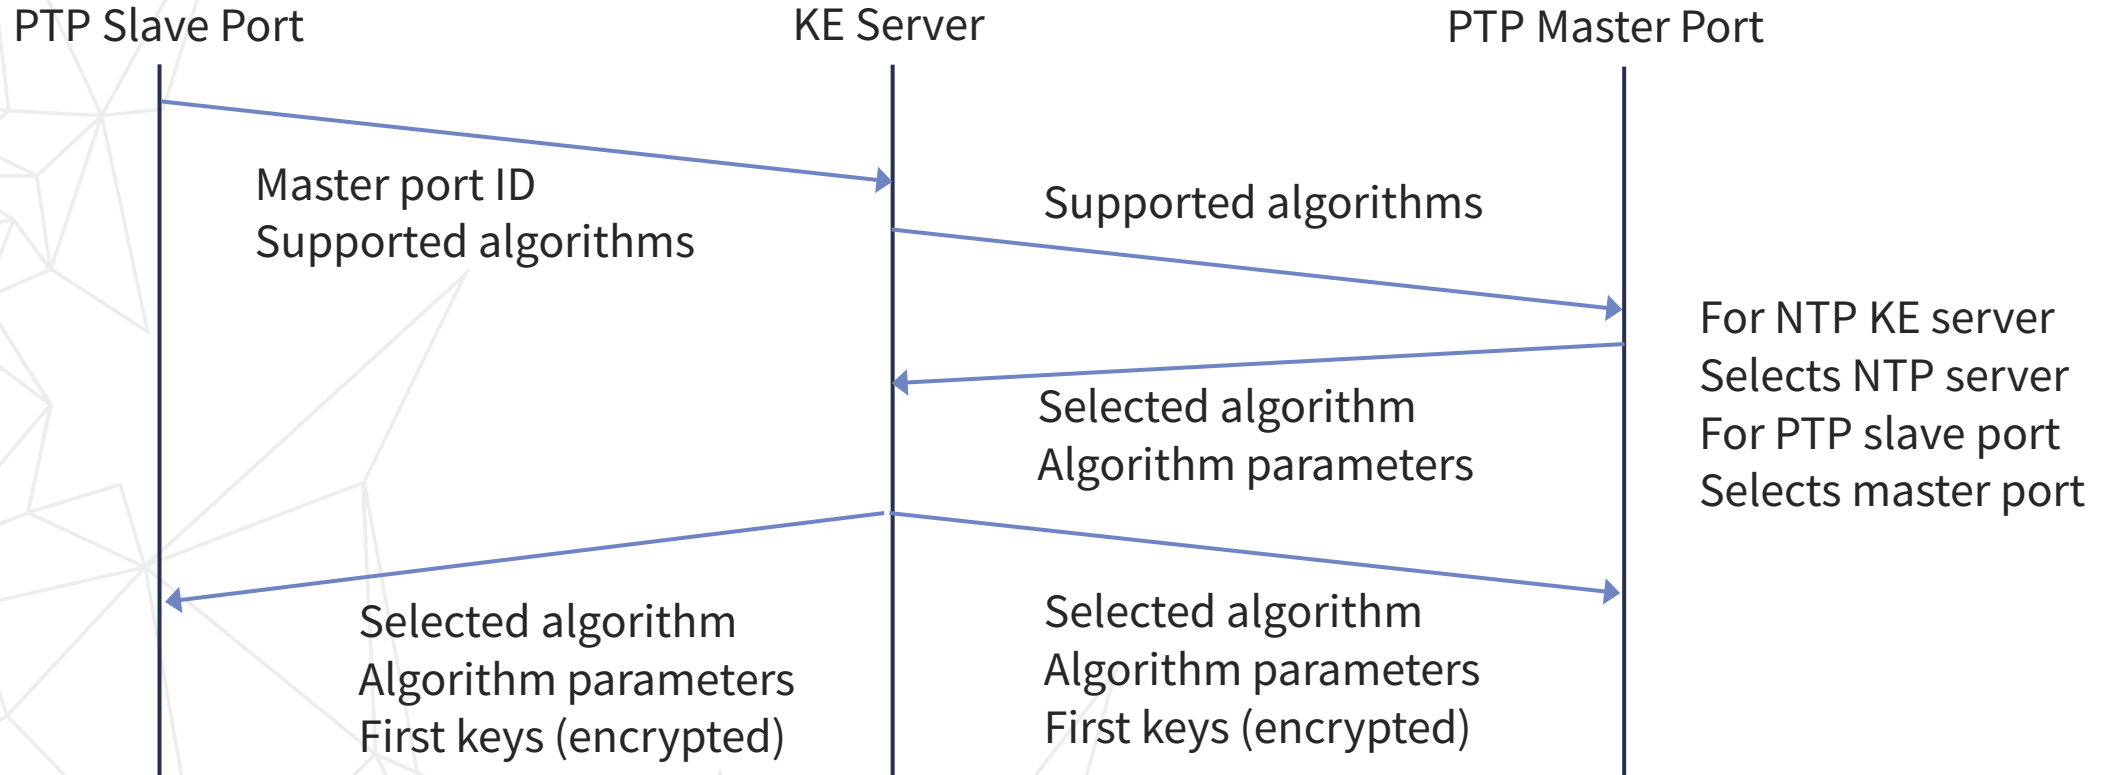 PTP Slave Port
KE Server
PTP Master Port
Master port ID
Supported algorithms
Supported algorithms
For NTP KE server
Selects NTP server
For PTP slave port
Selects master port
Selected algorithm
Algorithm parameters
Selected algorithm
Algorithm parameters
First keys (encrypted)
Selected algorithm
Algorithm parameters
First keys (encrypted)